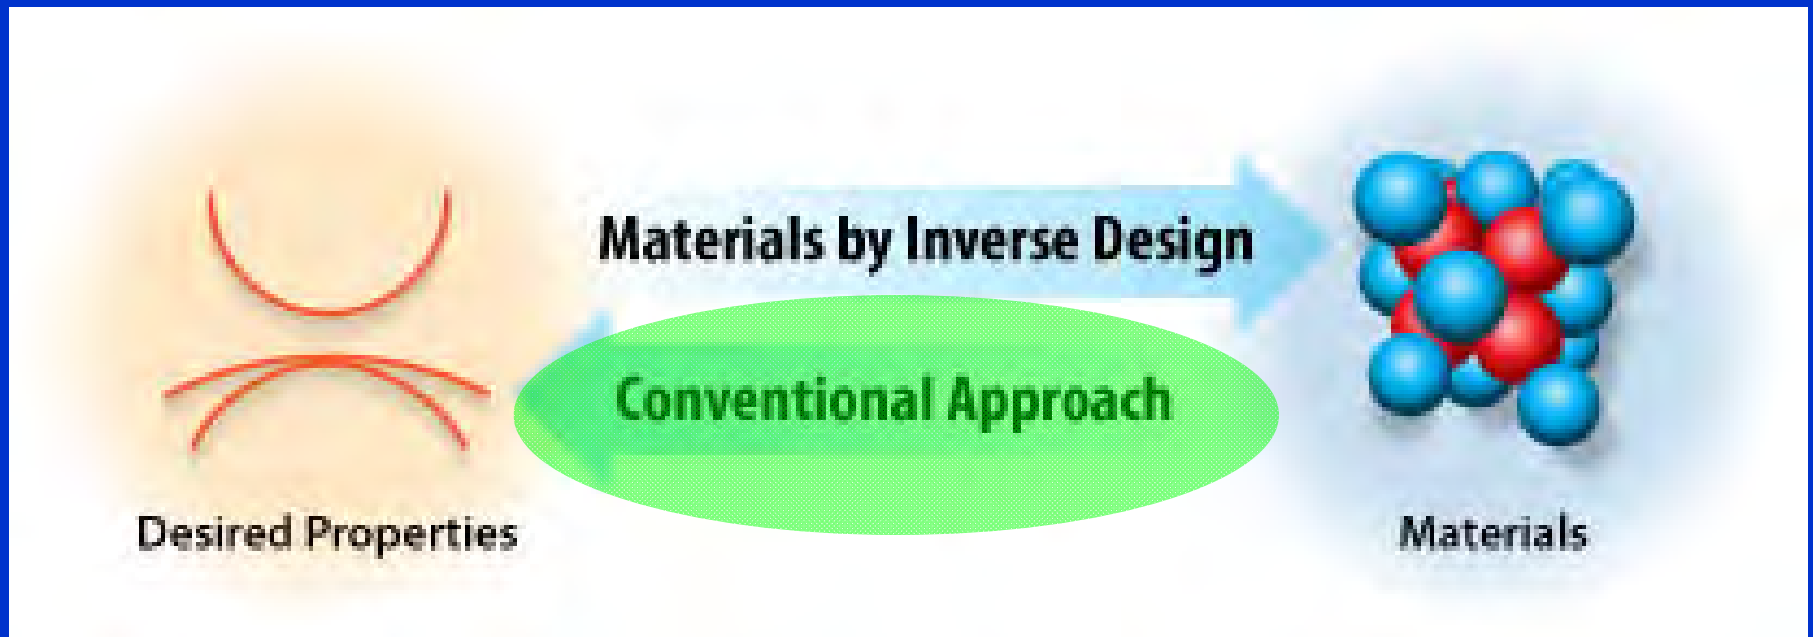 Materials by Inverse Design
Conventional Approach
Desired Properties
Materials